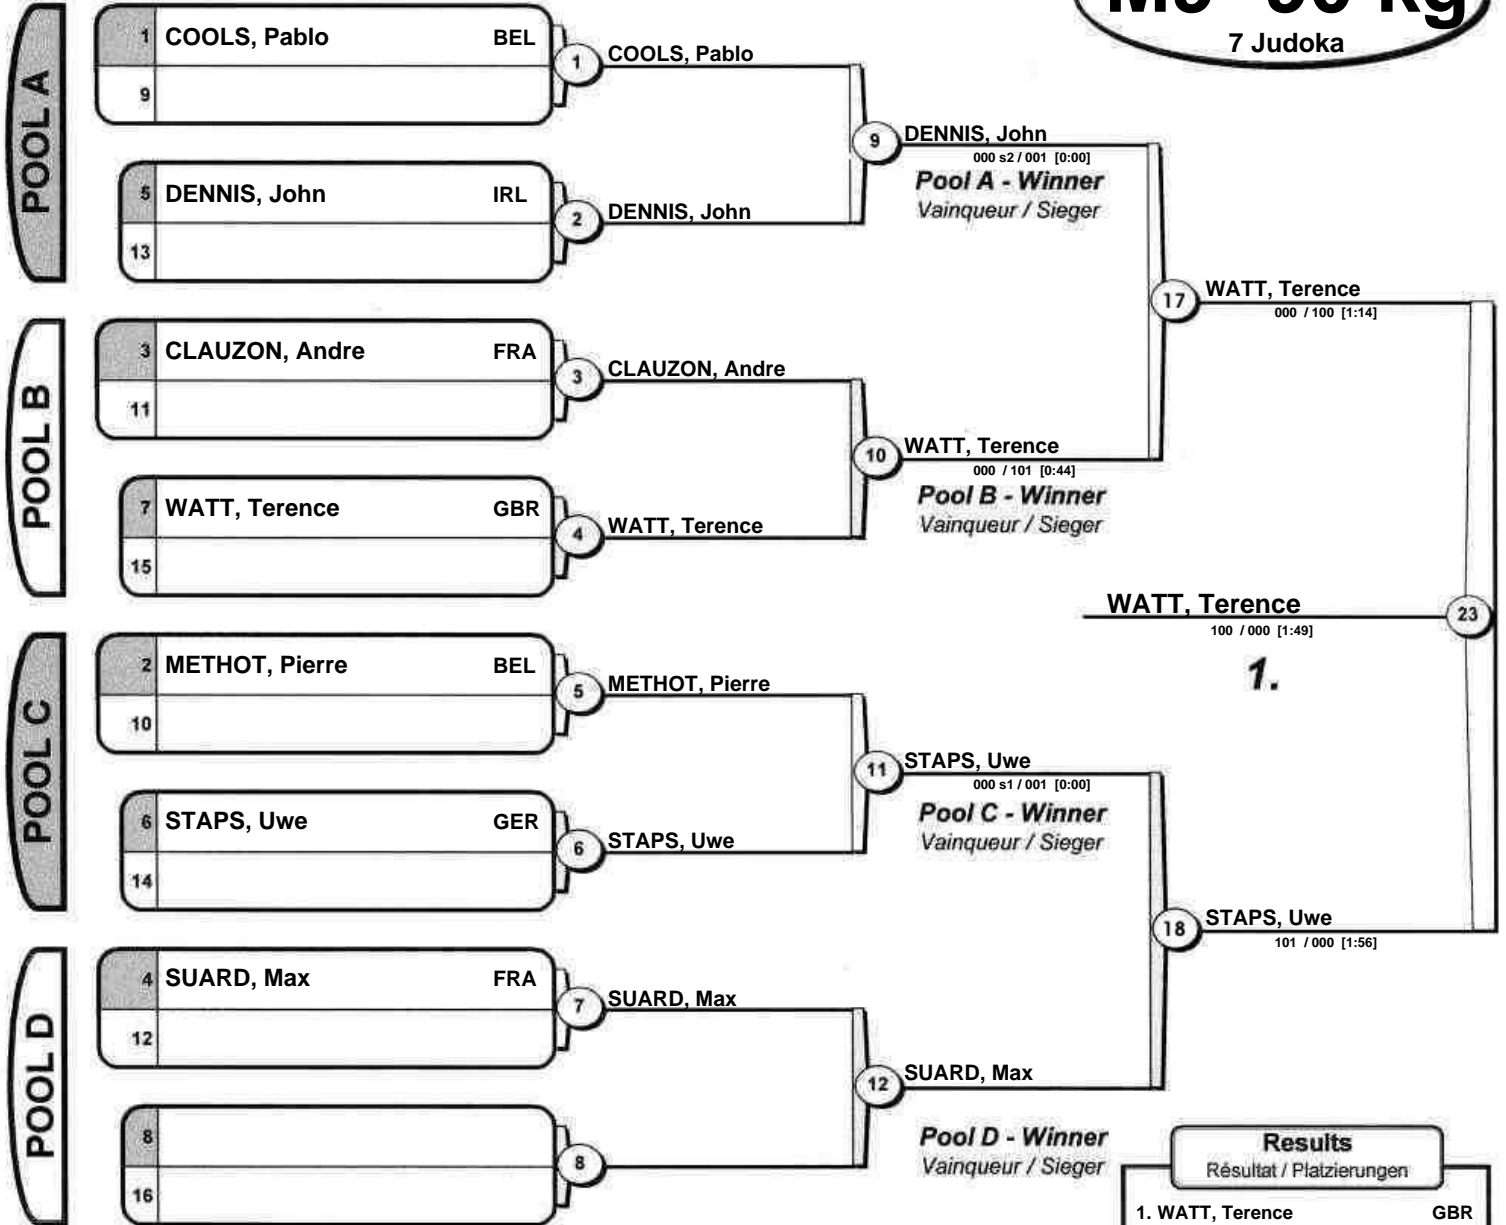 7 Judoka
POOL A
1 COOLS, Pablo BEL
9
1 COOLS, Pablo
5 DENNIS, John IRL
13
2 DENNIS, John
9 DENNIS, John
000 s2 / 001 [0:00]
Pool A - Winner
Vainqueur / Sieger
POOL B
3 CLAUZON, Andre FRA
11
3 CLAUZON, Andre
7 WATT, Terence GBR
15
4 WATT, Terence
10 WATT, Terence
000 / 101 [0:44]
Pool B - Winner
Vainqueur / Sieger
17 WATT, Terence
000 / 100 [1:14]
WATT, Terence 23
100 / 000 [1:49]
1.
POOL C
2 METHOT, Pierre BEL
10
5 METHOT, Pierre
6 STAPS, Uwe GER
14
6 STAPS, Uwe
11 STAPS, Uwe
000 s1 / 001 [0:00]
Pool C - Winner
Vainqueur / Sieger
18 STAPS, Uwe
101 / 000 [1:56]
POOL D
4 SUARD, Max FRA
12
7 SUARD, Max
8
16
8
12 SUARD, Max
Pool D - Winner
Vainqueur / Sieger
Results
Résultat / Platzierungen
1. WATT, Terence GBR